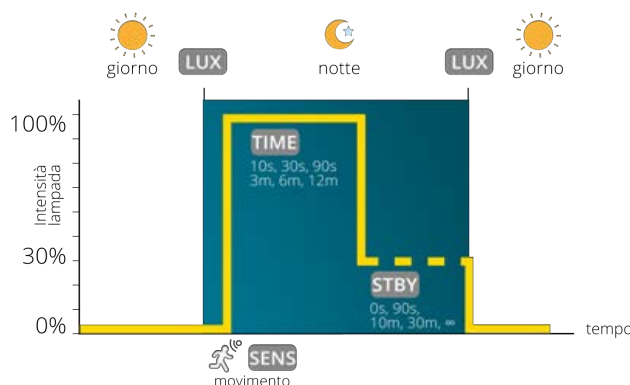 giorno
LUX
notte
LUX
giorno
100%
Intensità
lampada
TIME
10s, 30s, 90s
3m, 6m, 12m
30%
STBY
0s, 90s,
10m, 30m, ∞
0%
tempo
SENS
movimento